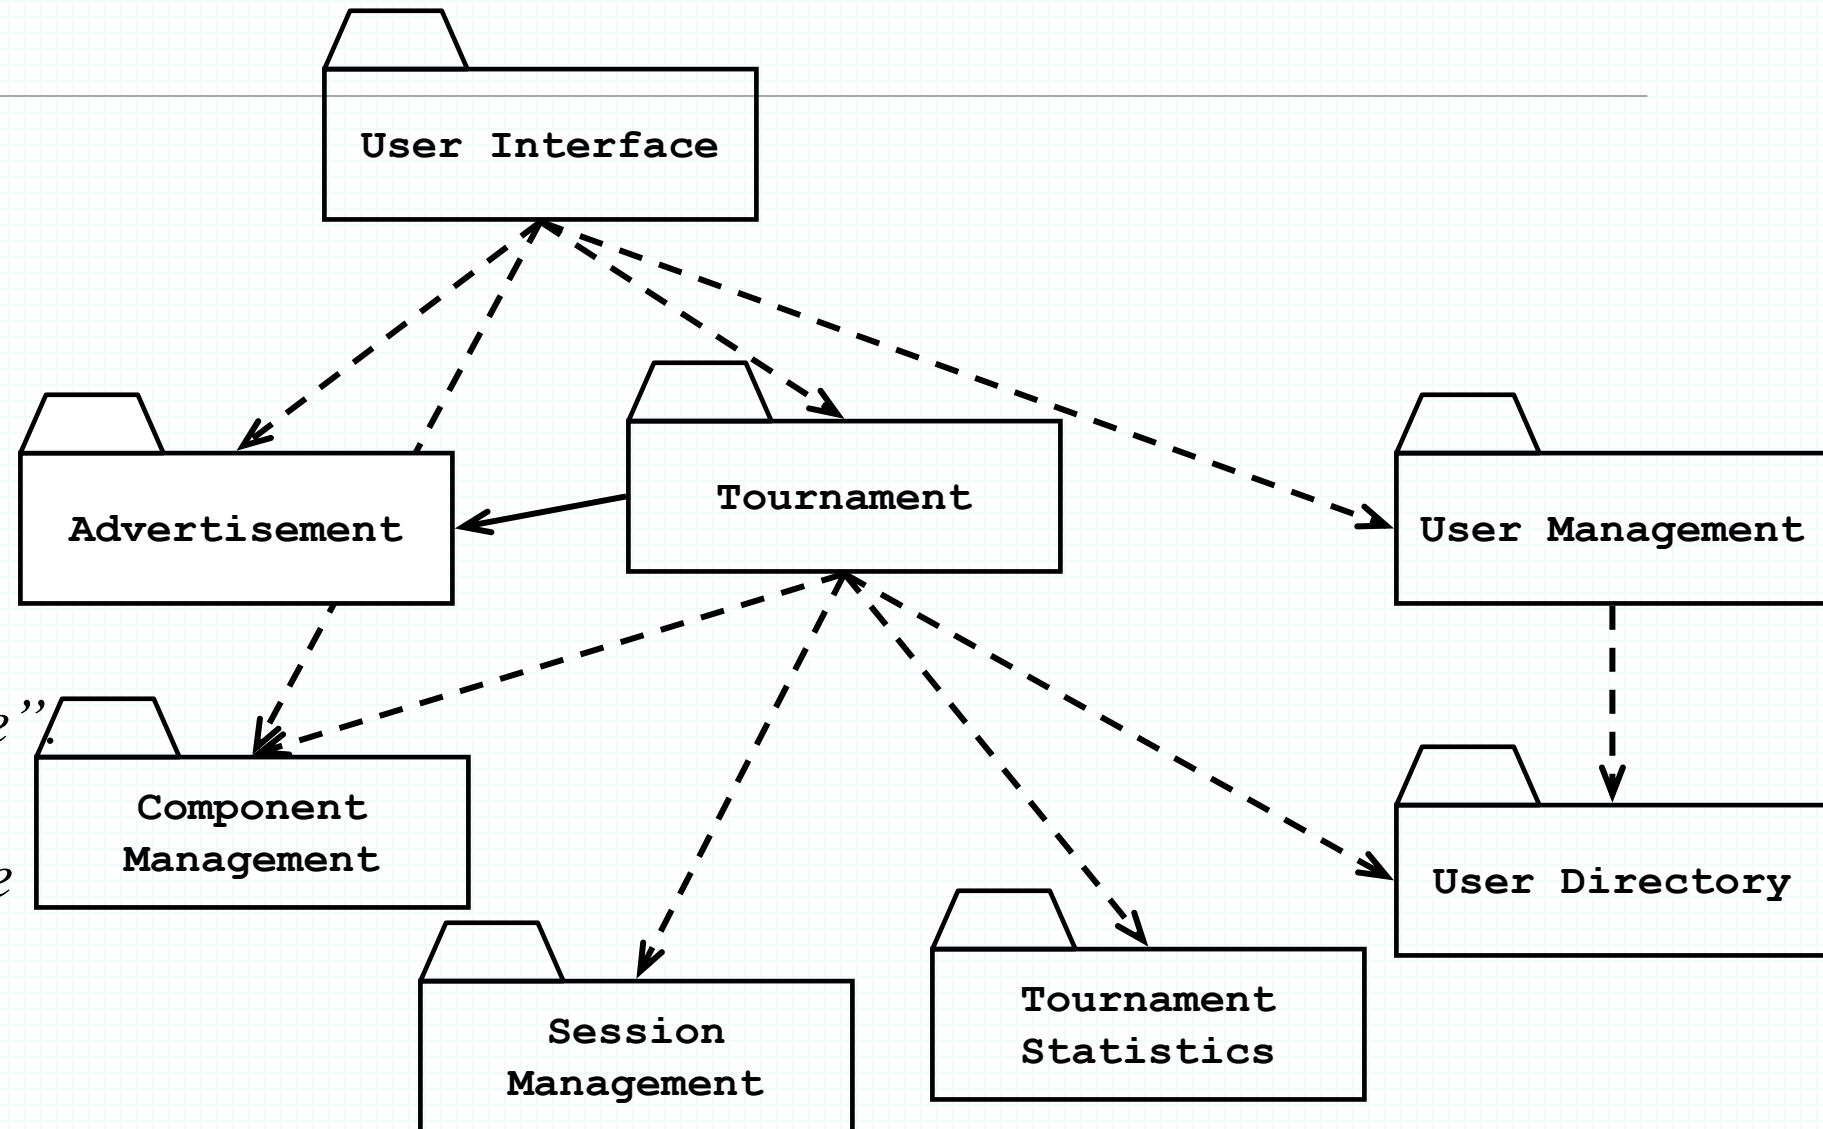 User Interface
Tournament
Advertisement
User Management
e”.
Component
Management
e
User Directory
Tournament
Statistics
Session
Management